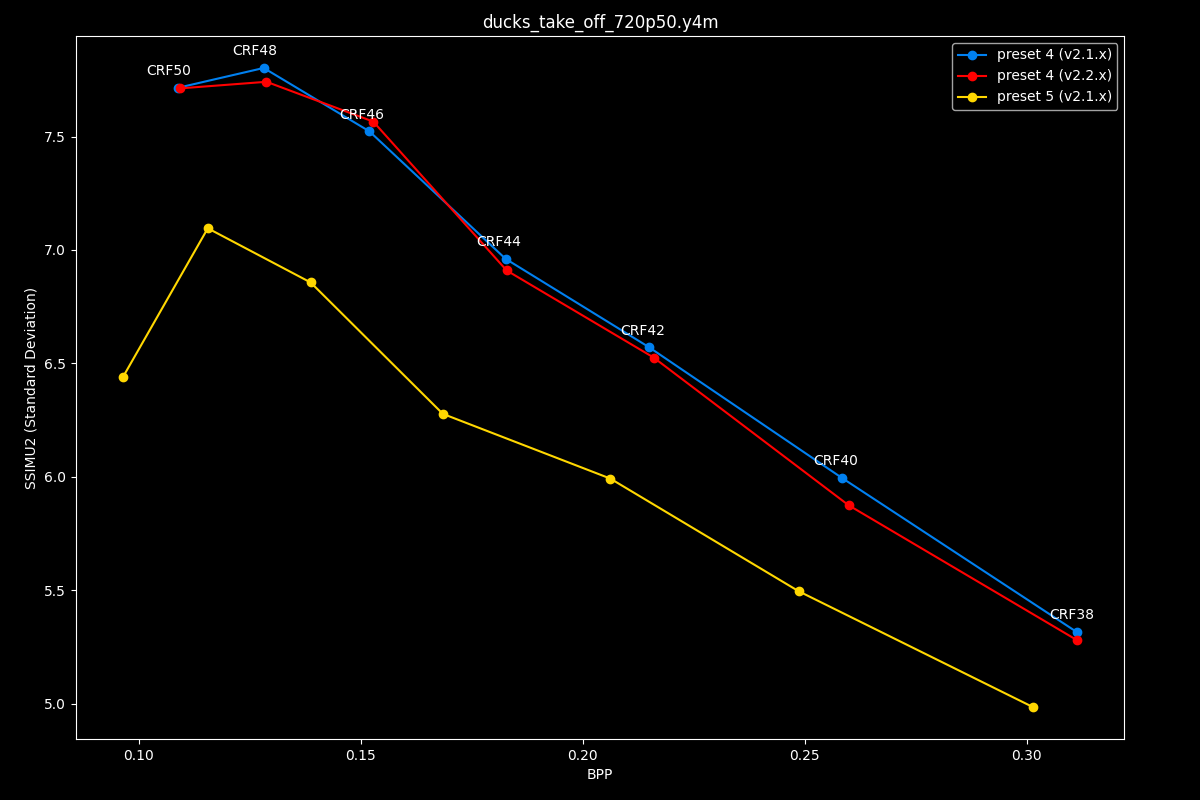 ducks_take_off_720p50.y4m
preset 4 (v2.1.x)
preset 4 (v2.2.x)
preset 5 (v2.1.x)
CRF50
CRF48
CRF46
CRF44
CRF42
CRF40
CRF38
SSIMU2 (Standard Deviation)
7.5
7.0
6.5
6.0
5.5
5.0
0.10
0.15
0.20
0.25
0.30
BPP